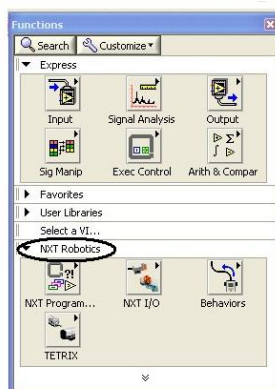 Functions
Search Customize
Express
Input Signal Analysis Output
Sig Manip Exec Control Arith & Compar
Favorites
User Libraries
Select a VI...
NXT Robotics
NXT Program... NXT I/O Behaviors
TETRIX